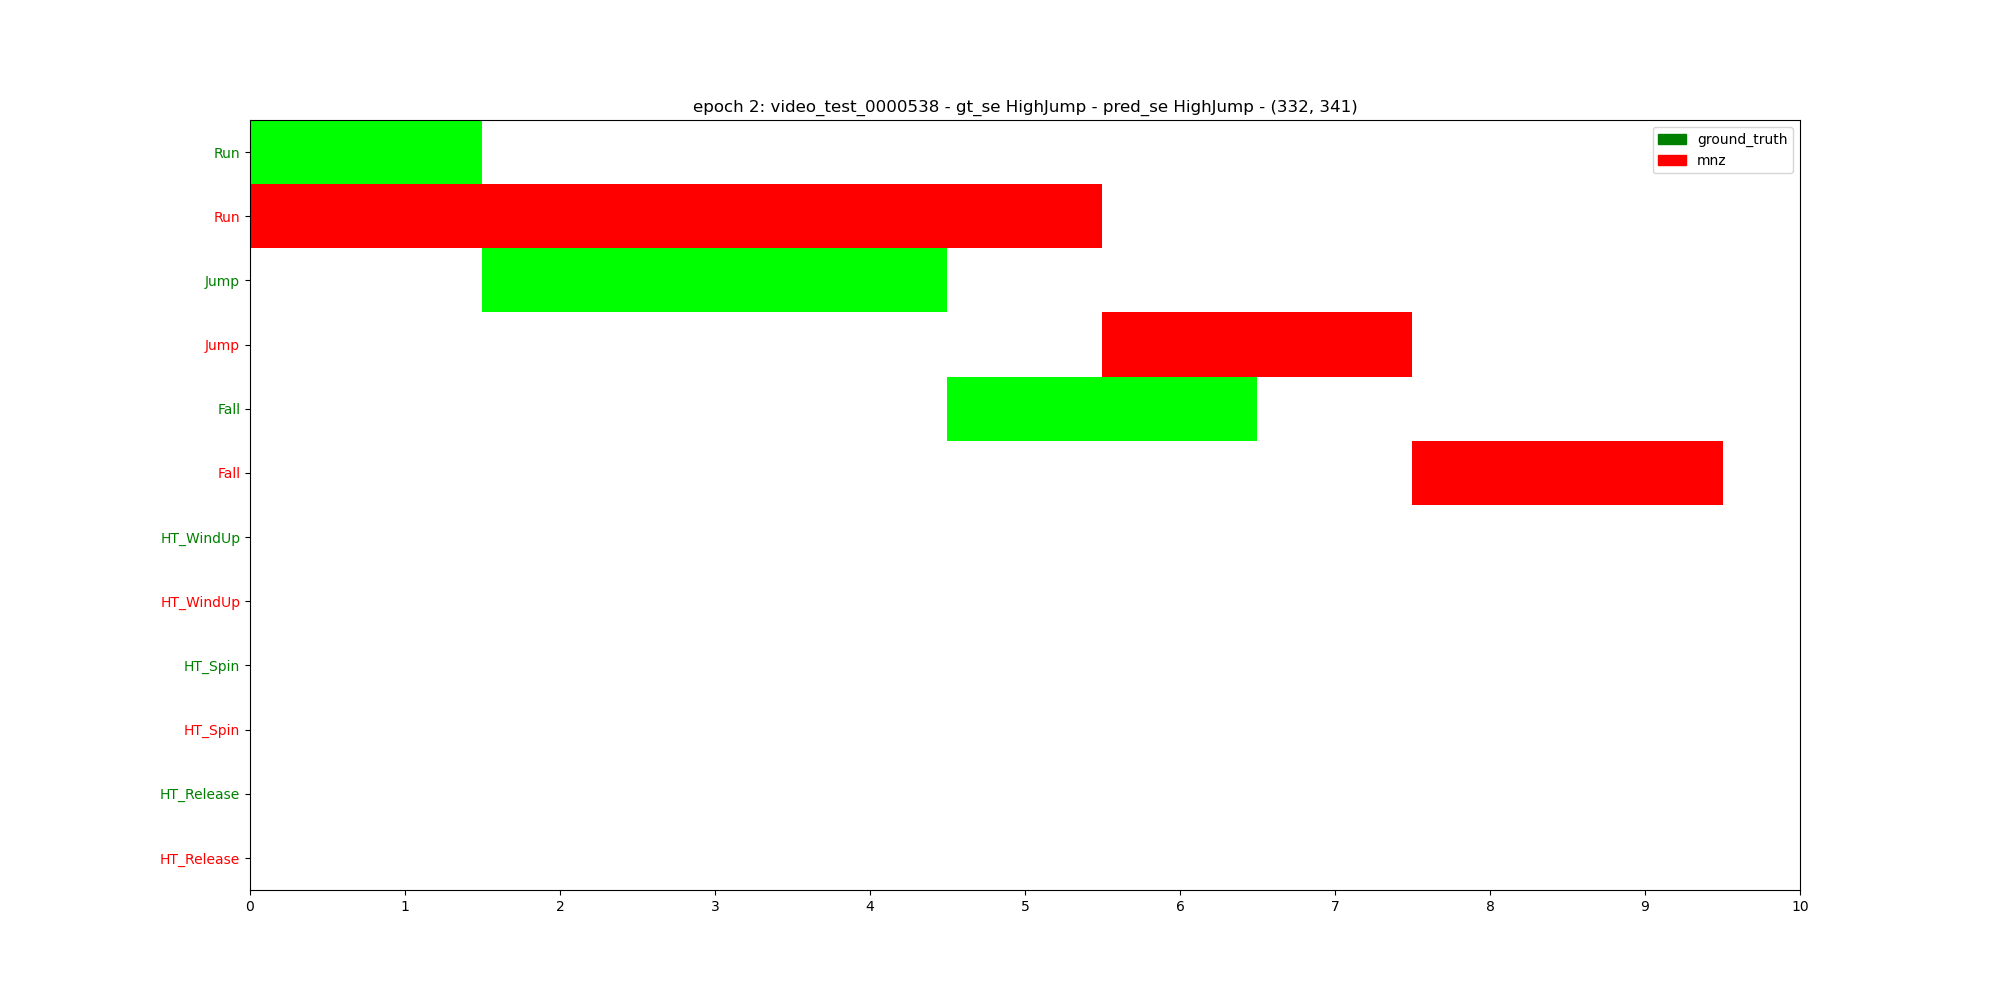 epoch 2: video_test_0000538 - gt_se HighJump - pred_se HighJump - (332, 341)
ground_truth
mnz
Run
Run
Jump
Jump
Fall
Fall
HT_WindUp
HT_WindUp
HT_Spin
HT_Spin
HT_Release
HT_Release
0 1 2 3 4 5 6 7 8 9 10